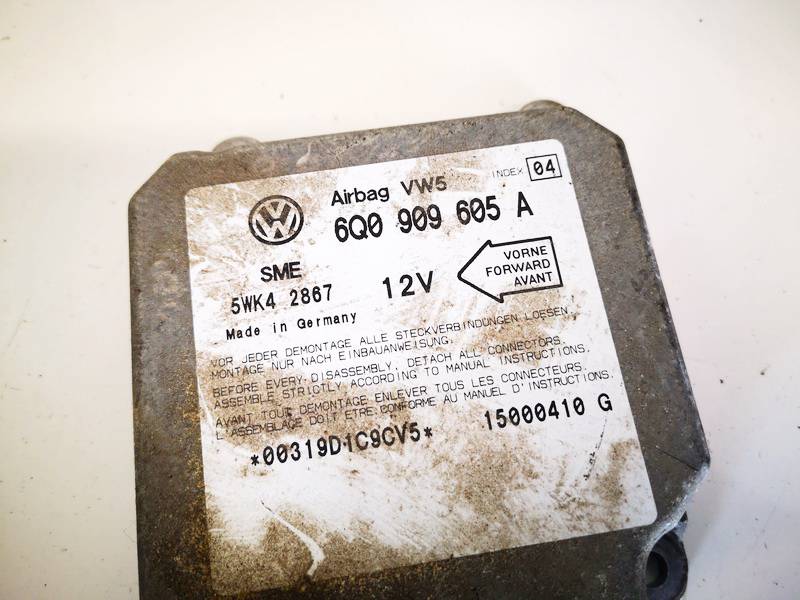 Airbag VW5
INDEX 04
6Q0 909 605 A
SME
5WK4 2867
12V
VORNE
FORWARD
AVANT
Made in Germany
VOR JEDER DEMONTAGE ALLE STECKVERBINDUNGEN LOESEN,
MONTAGE NUR NACH EINBAUANWEISUNG.
BEFORE EVERY DISASSEMBLY, DETACH ALL CONNECTORS.
ASSEMBLE STRICTLY ACCORDING TO MANUAL INSTRUCTIONS.
AVANT TOUT DEMONTAGE ENLEVER TOUS LES CONNECTEURS.
L'ASSEMBLAGE DOIT ETRE CONFORME AU MANUEL D'INSTRUCTIONS.
*00319D1C9CV5*
15000410 G